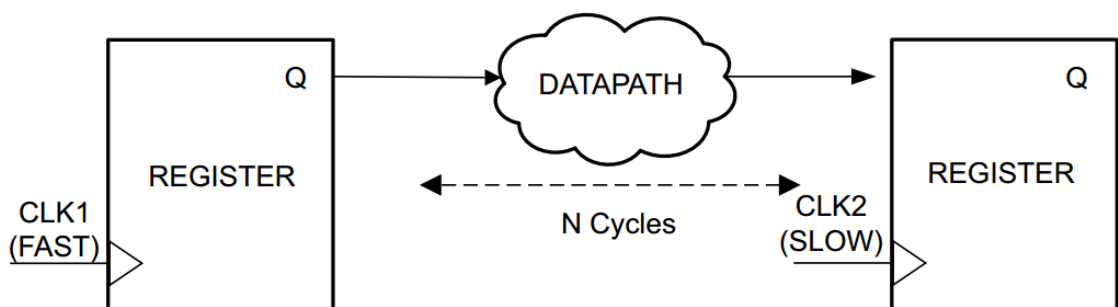 Q
DATAPATH
Q
REGISTER
REGISTER
CLK1
(FAST)
N Cycles
CLK2
(SLOW)